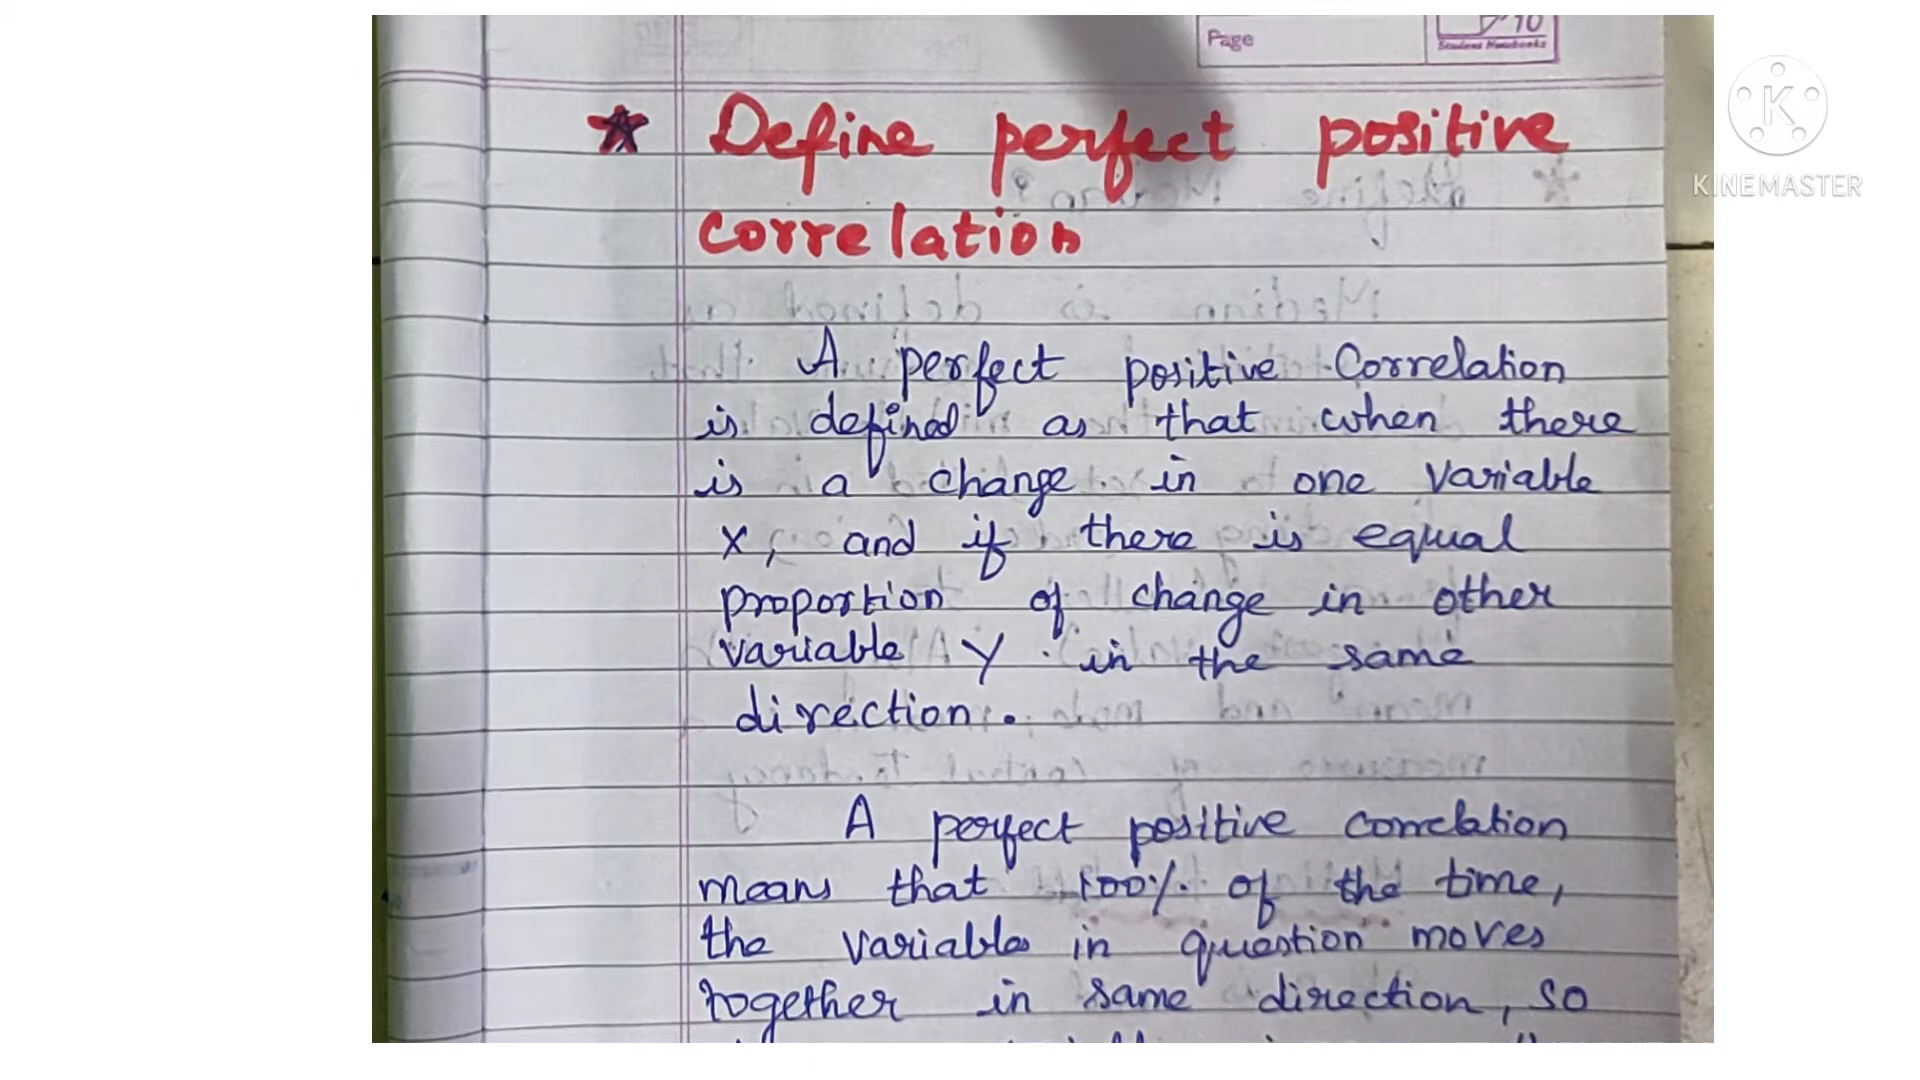 Page
Student Notebooks
KINEMASTER
Define perfect positive
correlation
A perfect positive Correlation
is defined as that when there
is a change in one variable
X, and if there is equal
proportion of change in other
variable Y in the same
direction.
A perfect positive correlation
means that 100% of the time,
the variables in question moves
together in same direction, so